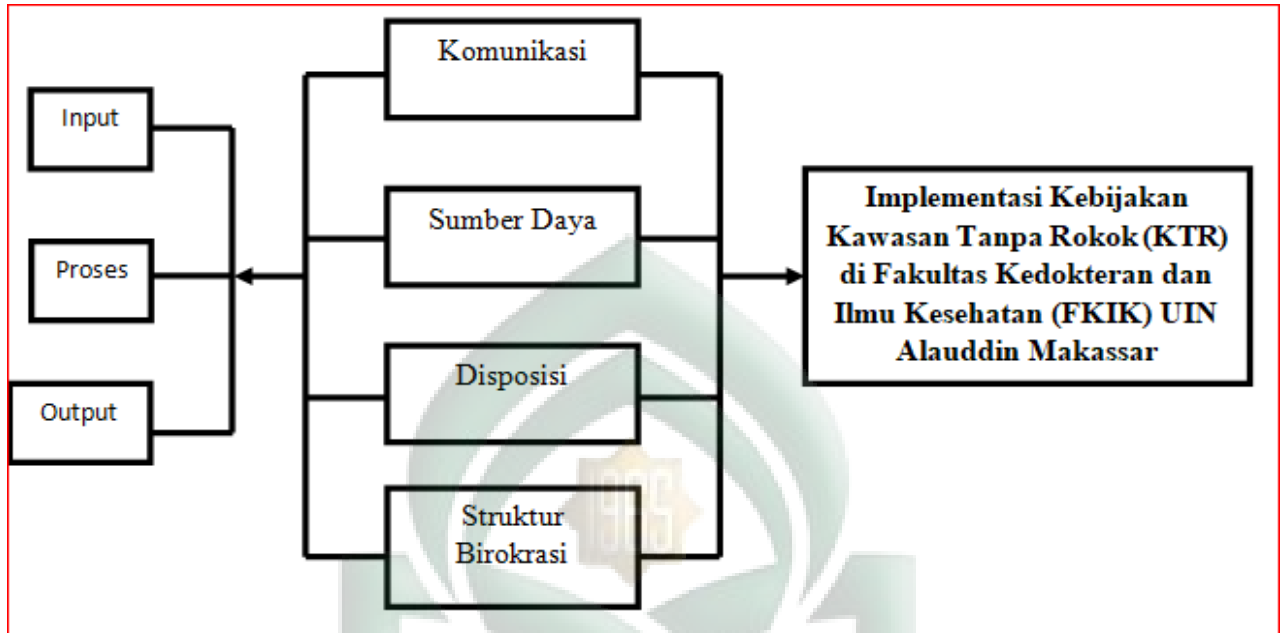 Input
Proses
Output
Komunikasi
Sumber Daya
Disposisi
Struktur
Birokrasi
1965
Implementasi Kebijakan
Kawasan Tanpa Rokok (KTR)
di Fakultas Kedokteran dan
Ilmu Kesehatan (FKIK) UIN
Alauddin Makassar